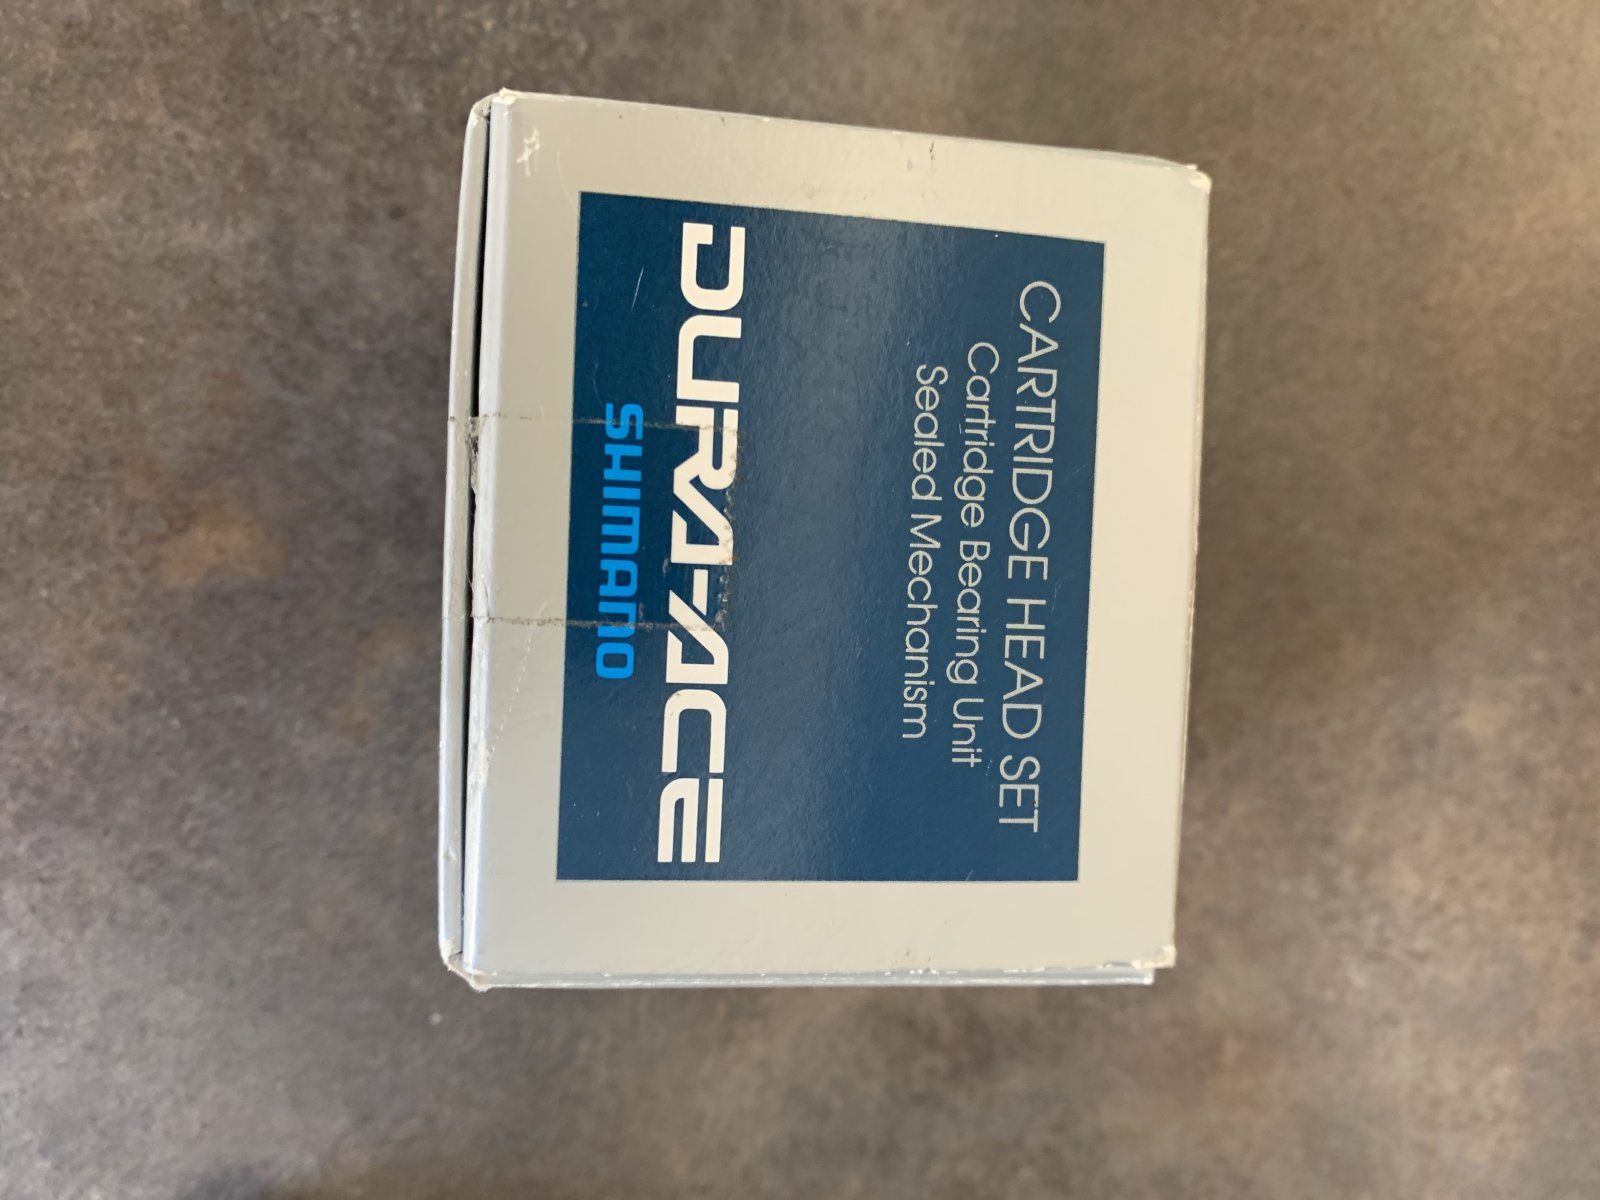 CARTRIDGE HEAD SET
Cartridge Bearing Unit
Sealed Mechanism
DURA-ACE
SHIMANO